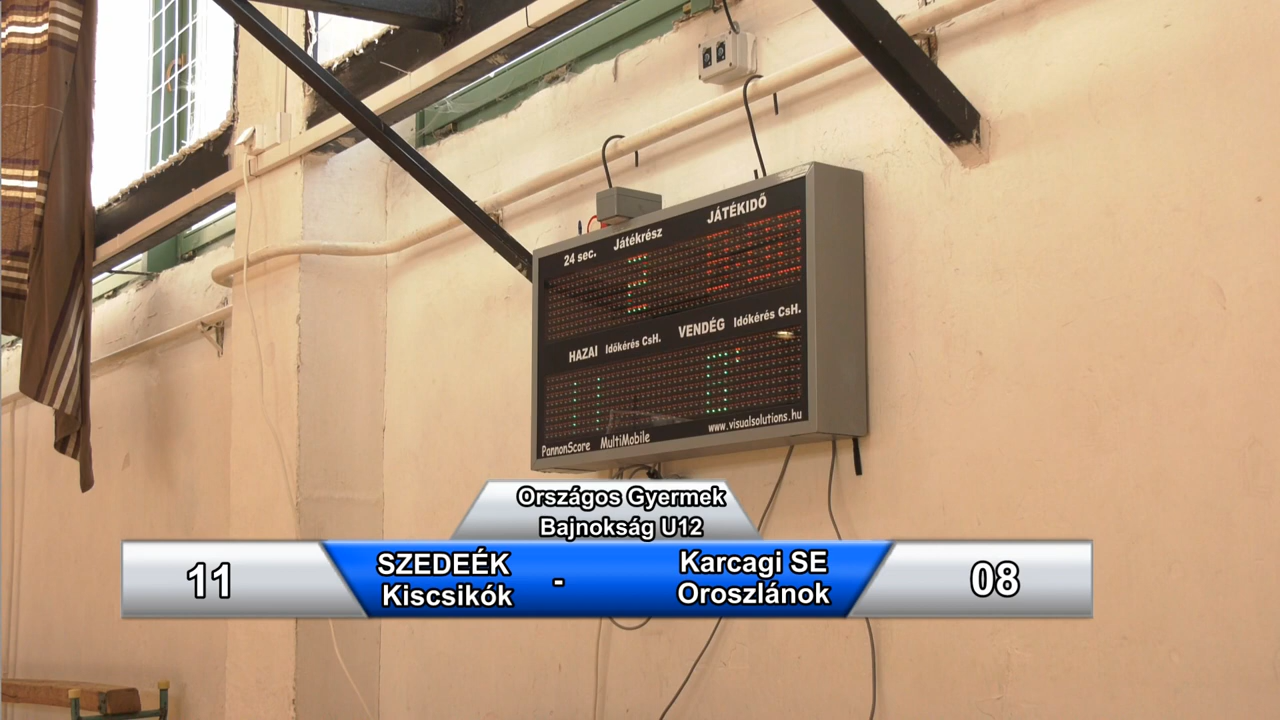 JÁTÉKIDŐ
24 sec. Játékrész
HAZAI Időkérés CsH. VENDÉG Időkérés CsH.
PannonScore MultiMobile www.visualsolutions.hu
Országos Gyermek
Bajnokság U12
11 SZEDEÉK - Karcagi SE 08
Kiscsikók Oroszlánok